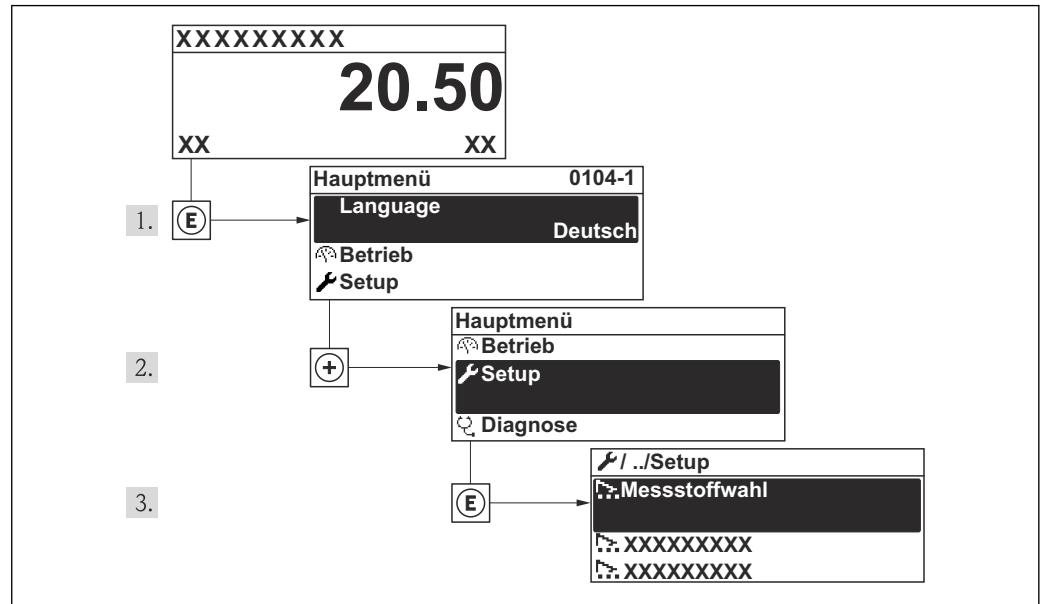 XXXXXXXXX
20.50
XX XX
1.
E
Hauptmenü 0104-1
Language
Deutsch
Betrieb
Setup
2.
+
Hauptmenü
Betrieb
Setup
Diagnose
3.
E
/ ../Setup
Messstoffwahl
XXXXXXXXX
XXXXXXXXX